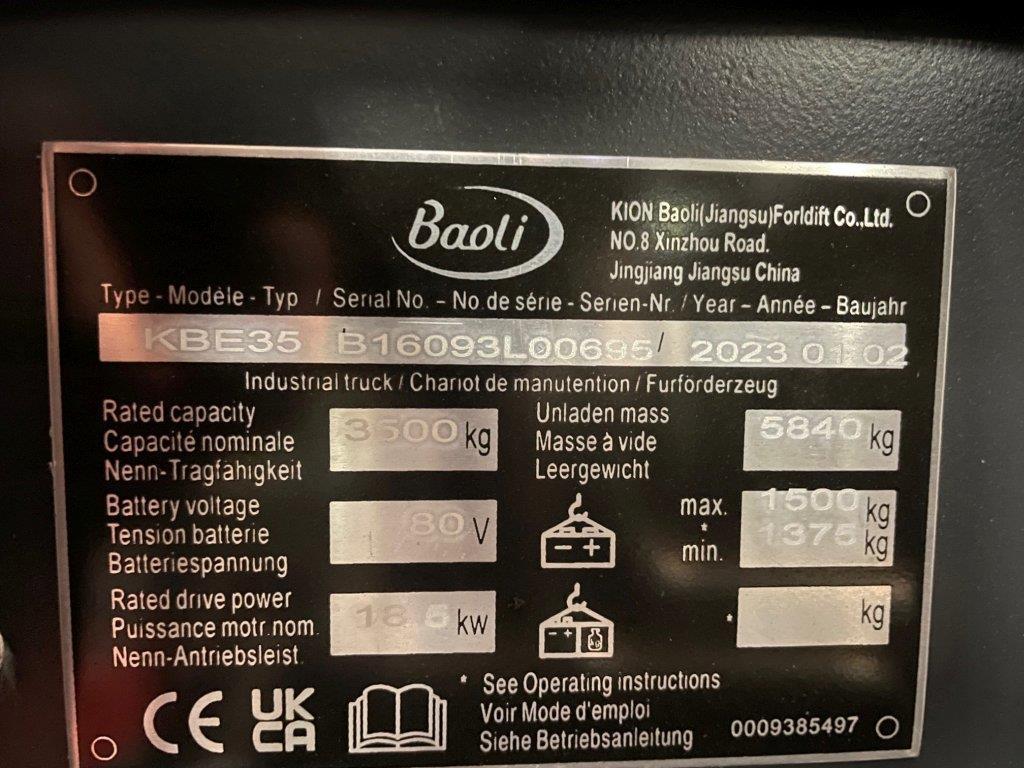 Baoli
KION Baoli(Jiangsu)Forldift Co.,Ltd.
NO.8 Xinzhou Road.
Jingjiang Jiangsu China
Type - Modèle - Typ / Serial No. - No. de série - Serien-Nr. / Year - Année - Baujahr
KBE35 B16093L00695 / 2023 01 02
Industrial truck / Chariot de manutention / Furförderzeug
Rated capacity
Capacité nominale
Nenn-Tragfähigkeit
3500 kg
Unladen mass
Masse à vide
Leergewicht
5840 kg
Battery voltage
Tension batterie
Batteriespannung
80 V
- +
max. 1500 kg
*
min. 1375 kg
Rated drive power
Puissance motr.nom.
Nenn-Antriebsleist.
18.5 kw
- +
* kg
CE UK
CA
* See Operating instructions
Voir Mode d'emploi
Siehe Betriebsanleitung
0009385497